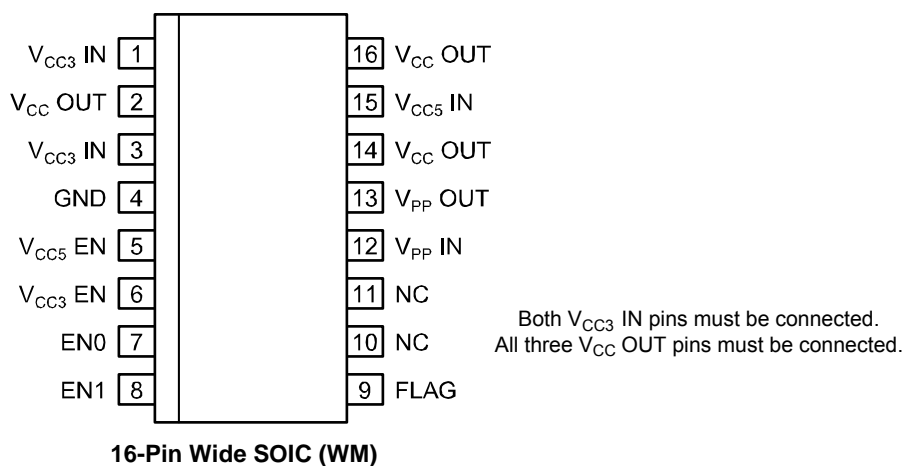 V_CC3 IN 1
V_CC OUT 2
V_CC3 IN 3
GND 4
V_CC5 EN 5
V_CC3 EN 6
EN0 7
EN1 8
16 V_CC OUT
15 V_CC5 IN
14 V_CC OUT
13 V_PP OUT
12 V_PP IN
11 NC
10 NC
9 FLAG
Both V_CC3 IN pins must be connected.
All three V_CC OUT pins must be connected.
16-Pin Wide SOIC (WM)